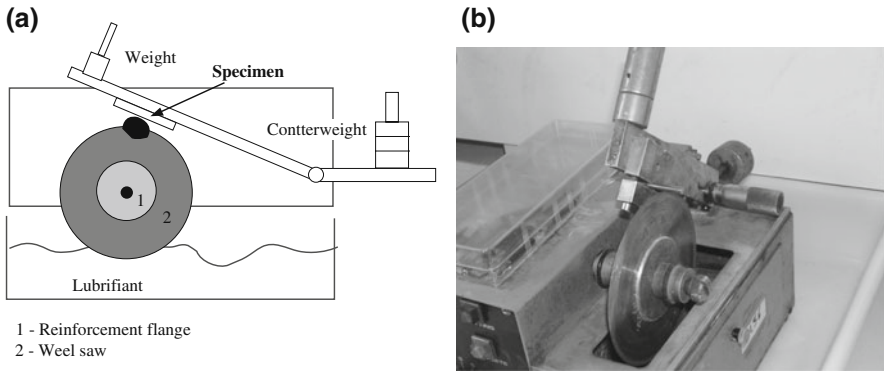 (a)
Weight
Specimen
Contterweight
1
2
Lubrifiant
1 - Reinforcement flange
2 - Weel saw
(b)